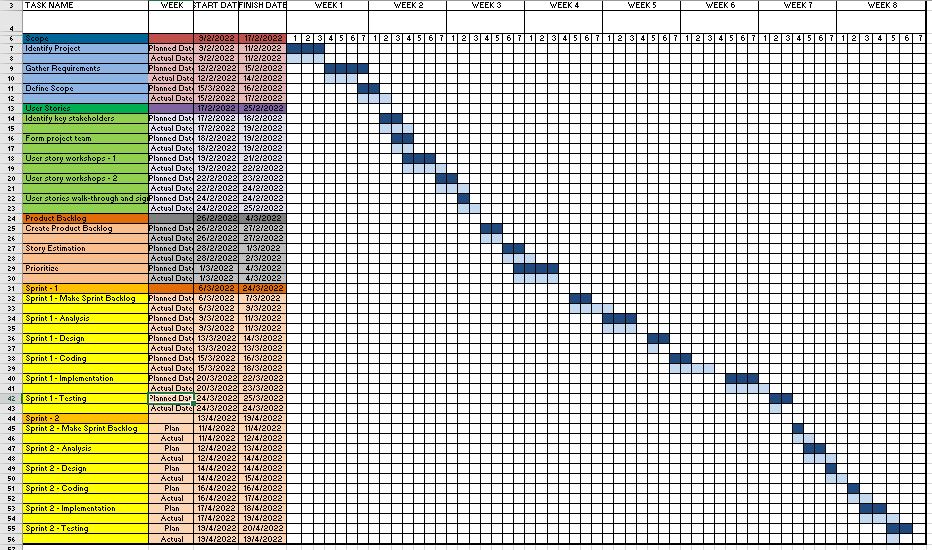 3 TASK NAME WEEK START DATE FINISH DATE WEEK 1 WEEK 2 WEEK 3 WEEK 4 WEEK 5 WEEK 6 WEEK 7 WEEK 8
4
6 Scope 9/2/2022 17/2/2022 1 2 3 4 5 6 7 1 2 3 4 5 6 7 1 2 3 4 5 6 7 1 2 3 4 5 6 7 1 2 3 4 5 6 7 1 2 3 4 5 6 7 1 2 3 4 5 6 7 1 2 3 4 5 6 7
7 Identify Project Planned Date 9/2/2022 11/2/2022
8 Actual Date 9/2/2022 11/2/2022
9 Gather Requirements Planned Date 12/2/2022 15/2/2022
10 Actual Date 12/2/2022 14/2/2022
11 Define Scope Planned Date 15/3/2022 16/2/2022
12 Actual Date 15/2/2022 17/2/2022
13 User Stories 17/2/2022 25/2/2022
14 Identify key stakeholders Planned Date 17/2/2022 18/2/2022
15 Actual Date 17/2/2022 19/2/2022
16 Form project team Planned Date 18/2/2022 19/2/2022
17 Actual Date 18/2/2022 19/2/2022
18 User story workshops - 1 Planned Date 19/2/2022 21/2/2022
19 Actual Date 19/2/2022 22/2/2022
20 User story workshops - 2 Planned Date 22/2/2022 23/2/2022
21 Actual Date 22/2/2022 24/2/2022
22 User stories walk-through and sig Planned Date 24/2/2022 24/2/2022
23 Actual Date 24/2/2022 25/2/2022
24 Product Backlog 26/2/2022 4/3/2022
25 Create Product Backlog Planned Date 26/2/2022 27/2/2022
26 Actual Date 26/2/2022 27/2/2022
27 Story Estimation Planned Date 28/2/2022 1/3/2022
28 Actual Date 28/2/2022 2/3/2022
29 Prioritize Planned Date 1/3/2022 4/3/2022
30 Actual Date 1/3/2022 4/3/2022
31 Sprint - 1 6/3/2022 24/3/2022
32 Sprint 1 - Make Sprint Backlog Planned Date 6/3/2022 7/3/2022
33 Actual Date 6/3/2022 9/3/2022
34 Sprint 1 - Analysis Planned Date 9/3/2022 11/3/2022
35 Actual Date 9/3/2022 11/3/2022
36 Sprint 1 - Design Planned Date 13/3/2022 14/3/2022
37 Actual Date 13/3/2022 13/3/2022
38 Sprint 1 - Coding Planned Date 15/3/2022 16/3/2022
39 Actual Date 15/3/2022 18/3/2022
40 Sprint 1 - Implementation Planned Date 20/3/2022 22/3/2022
41 Actual Date 20/3/2022 23/3/2022
42 Sprint 1 - Testing Planned Dat 24/3/2022 25/3/2022
43 Actual Date 24/3/2022 24/3/2022
44 Sprint - 2 13/4/2022 19/4/2022
45 Sprint 2 - Make Sprint Backlog Plan 11/4/2022 11/4/2022
46 Actual 11/4/2022 12/4/2022
47 Sprint 2 - Analysis Plan 12/4/2022 13/4/2022
48 Actual 12/4/2022 14/4/2022
49 Sprint 2 - Design Plan 14/4/2022 14/4/2022
50 Actual 14/4/2022 15/4/2022
51 Sprint 2 - Coding Plan 16/4/2022 16/4/2022
52 Actual 16/4/2022 17/4/2022
53 Sprint 2 - Implementation Plan 17/4/2022 18/4/2022
54 Actual 17/4/2022 19/4/2022
55 Sprint 2 - Testing Plan 19/4/2022 20/4/2022
56 Actual 19/4/2022 19/4/2022
57